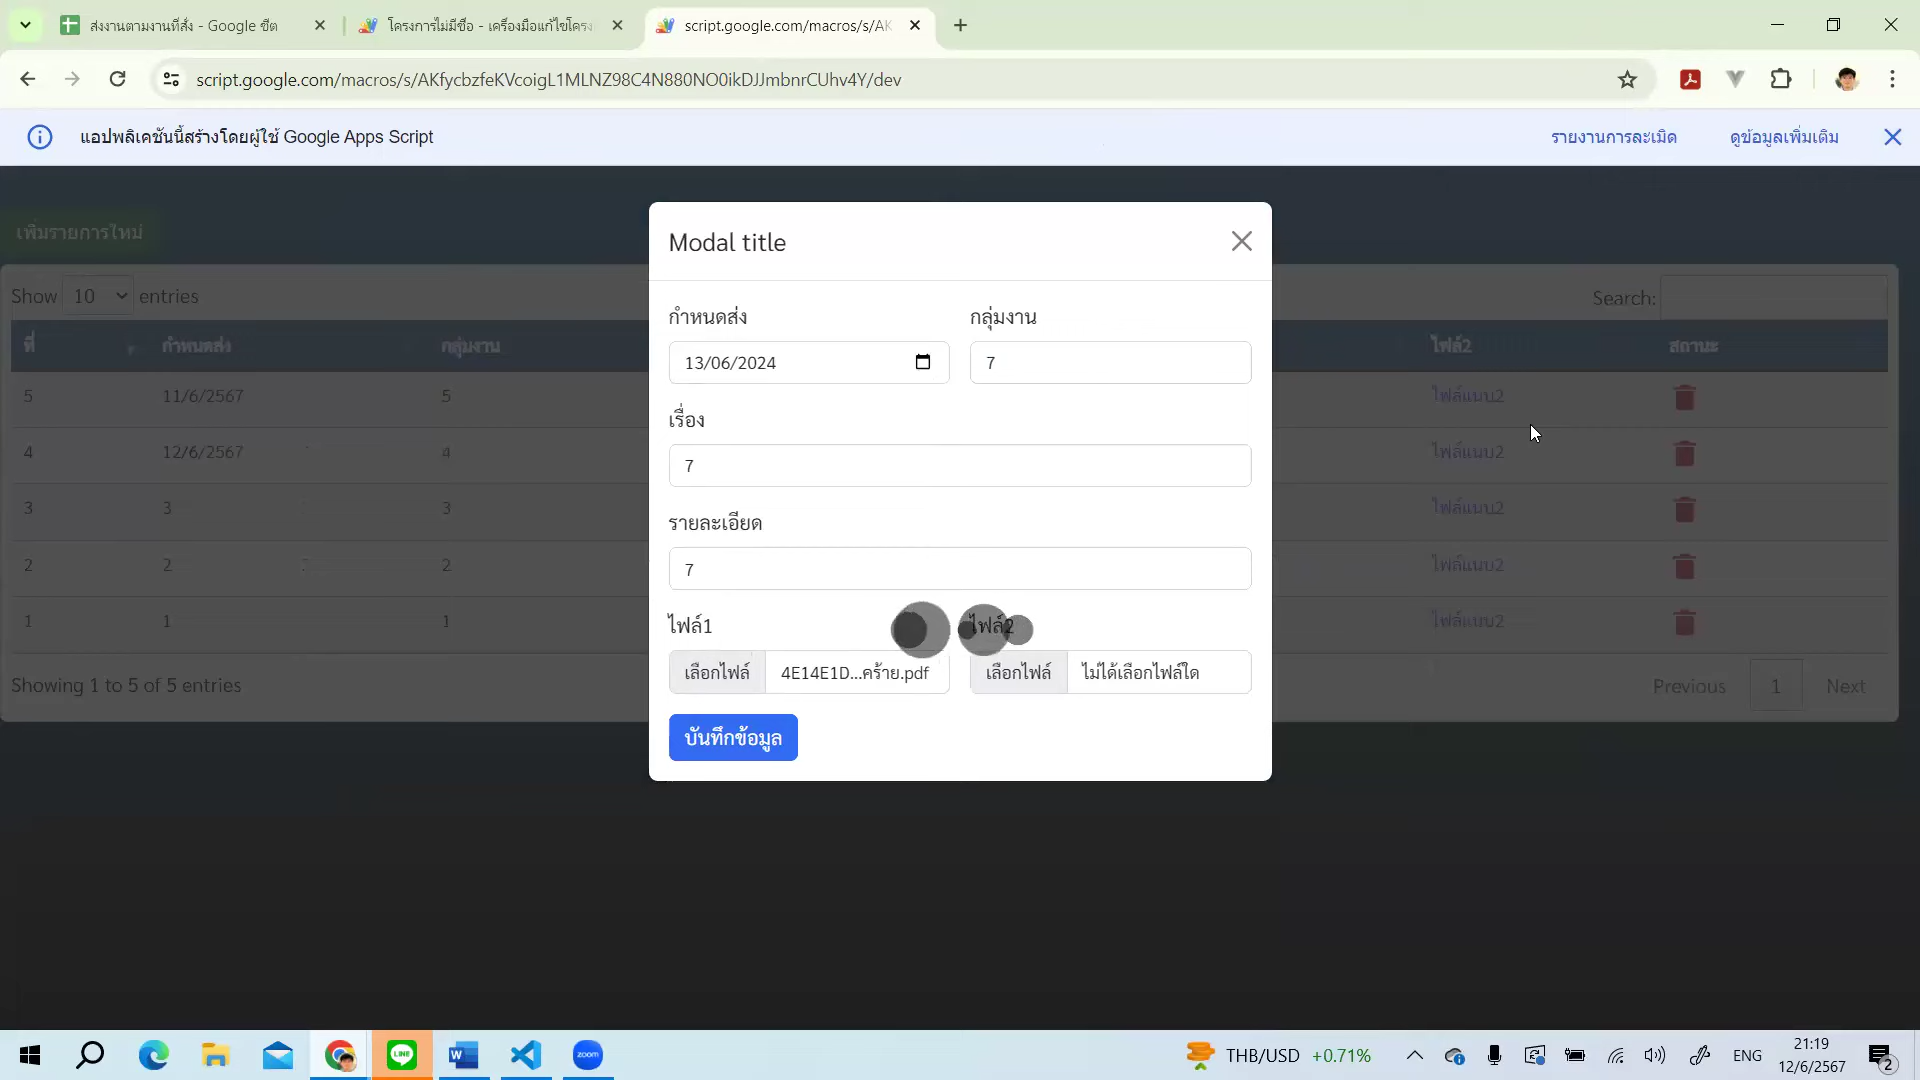 ส่งงานตามงานที่สั่ง - Google ชีต
โครงการไม่มีชื่อ - เครื่องมือแก้ไขโครง
script.google.com/macros/s/AK
script.google.com/macros/s/AKfycbzfeKVcoigL1MLNZ98C4N880NO0ikDJJmbnrCUhv4Y/dev
แอปพลิเคชันนี้สร้างโดยผู้ใช้ Google Apps Script
รายงานการละเมิด
ดูข้อมูลเพิ่มเติม
เพิ่มรายการใหม่
Modal title
Show 10 entries
Search:
ที่ กำหนดส่ง กลุ่มงาน ไฟล์2 สถานะ
5 11/6/2567 5 ไฟล์แนบ2
4 12/6/2567 4 ไฟล์แนบ2
3 3 3 ไฟล์แนบ2
2 2 2 ไฟล์แนบ2
1 1 1 ไฟล์แนบ2
Showing 1 to 5 of 5 entries
Previous 1 Next
กำหนดส่ง กลุ่มงาน
13/06/2024 7
เรื่อง
7
รายละเอียด
7
ไฟล์1 ไฟล์2
เลือกไฟล์ 4E14E1D...คร้าย.pdf เลือกไฟล์ ไม่ได้เลือกไฟล์ใด
บันทึกข้อมูล
LINE
W
zoom
THB/USD +0.71%
ENG
21:19
12/6/2567
2